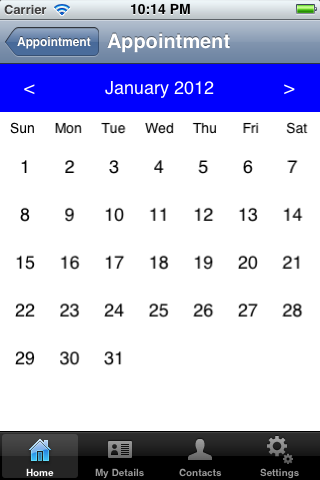 Carrier 10:14 PM
Appointment Appointment
< January 2012 >
Sun Mon Tue Wed Thu Fri Sat
1 2 3 4 5 6 7
8 9 10 11 12 13 14
15 16 17 18 19 20 21
22 23 24 25 26 27 28
29 30 31
Home My Details Contacts Settings